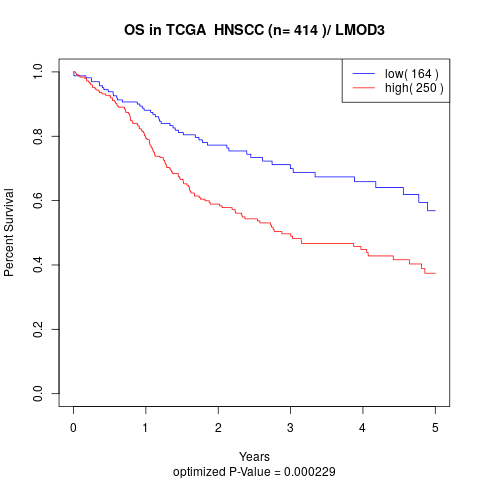 OS in TCGA HNSCC (n= 414 )/ LMOD3
low( 164 )
high( 250 )
Percent Survival
1.0
0.8
0.6
0.4
0.2
0.0
0 1 2 3 4 5
Years
optimized P-Value = 0.000229